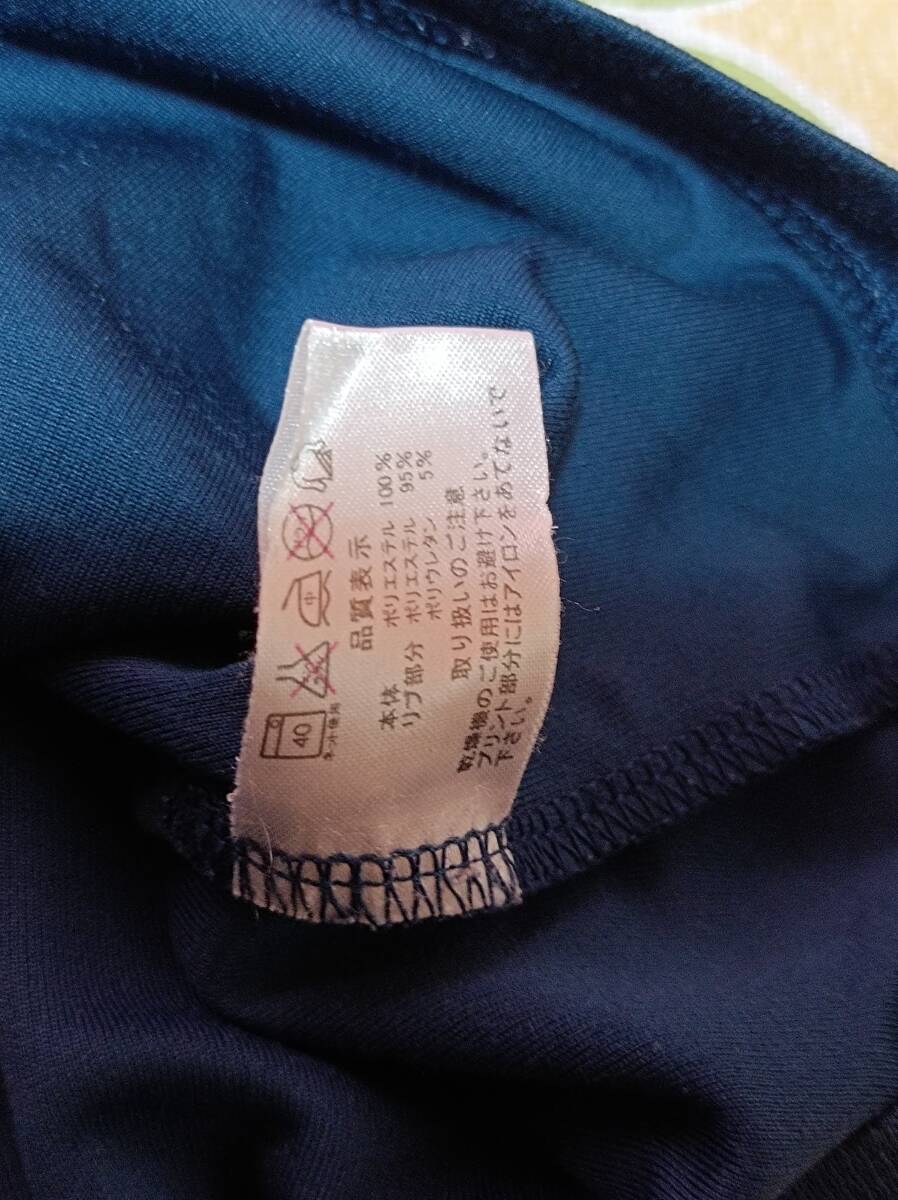 40
ネット使用
中
品質表示
本体 ポリエステル 100%
リブ部分 ポリエステル 95%
ポリウレタン 5%
取り扱いのご注意
乾燥機のご使用はお避け下さい。
プリント部分にはアイロンをあてないで
下さい。